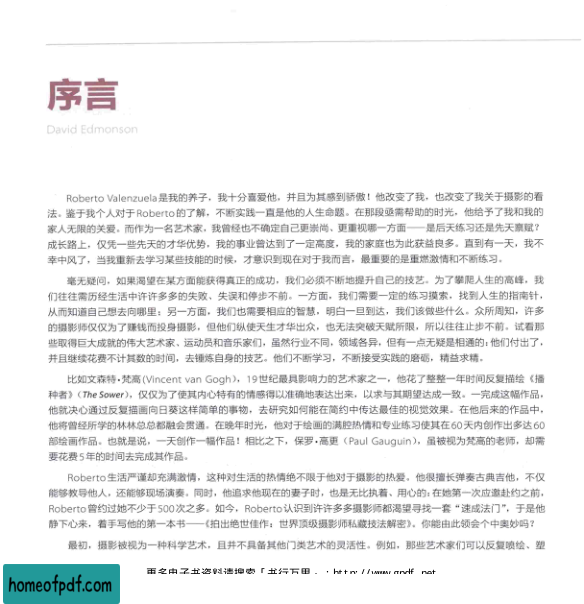 序言
David Edmonson
Roberto Valenzuela是我的养子，我十分喜爱他，并且为其感到骄傲！他改变了我，也改变了我关于摄影的看
法。鉴于我个人对于Roberto的了解，不断实践一直是他的人生命题。在那段亟需帮助的时光，他给予了我和我的
家人无限的关爱。而作为一名艺术家，我曾经也不确定自己更崇尚、更重视哪一方面——是后天练习还是先天禀赋？
成长路上，仅凭一些先天的才华优势，我的事业曾达到了一定高度，我的家庭也为此获益良多。直到有一天，我不
幸中风了，当我重新去学习某些技能的时候，才意识到现在对于我而言，最重要的是重燃激情和不断练习。
毫无疑问，如果渴望在某方面能获得真正的成功，我们必须不断地提升自己的技艺。为了攀爬人生的高峰，我
们往往需历经生活中许许多多的失败、失误和停步不前。一方面，我们需要一定的练习摸索，找到人生的指南针，
从而知道自己想去向哪里；另一方面，我们也需要相应的智慧，明白一旦到达，我们该做些什么。众所周知，许多
的摄影师仅仅为了赚钱而投身摄影，但他们纵使天生才华出众，也无法突破天赋所限，所以往往止步不前。试看那
些取得巨大成就的伟大艺术家、运动员和音乐家们，虽然行业不同，领域各异，但有一点无疑是相通的：他们付出了，
并且继续花费不计其数的时间，去锤炼自身的技艺。他们不断学习，不断接受实践的磨砺，精益求精。
比如文森特·梵高(Vincent van Gogh)，19世纪最具影响力的艺术家之一，他花了整整一年时间反复描绘《播
种者》(The Sower)，仅仅为了使其内心特有的情感得以准确地表达出来，以求与其期望达成一致。一完成这幅作品，
他就决心通过反复描画向日葵这样简单的事物，去研究如何能在简约中传达最佳的视觉效果。在他后来的作品中，
他将曾经所学的林林总总都融会贯通。在晚年时光，他对于绘画的满腔热情和专业练习使其在60天内创作出多达60
部绘画作品。也就是说，一天创作一幅作品！相比之下，保罗·高更（Paul Gauguin），虽被视为梵高的老师，却需
要花费5年的时间去完成其作品。
Roberto生活严谨却充满激情，这种对生活的热情绝不限于他对于摄影的热爱。他很擅长弹奏古典吉他，不仅
能够教导他人，还能够现场演奏。同时，他追求他现在的妻子时，也是无比执着、用心的；在她第一次应邀赴约之前，
Roberto曾约过她不少于500次之多。如今，Roberto认识到许许多多摄影师都渴望寻找一套“速成法门”，于是他
静下心来，着手写他的第一本书——《拍出绝世佳作：世界顶级摄影师私藏技法解密》。你能由此领会个中奥妙吗？
最初，摄影被视为一种科学艺术，且并不具备其他门类艺术的灵活性。例如，那些艺术家们可以反复喷绘、塑
homeofpdf.com